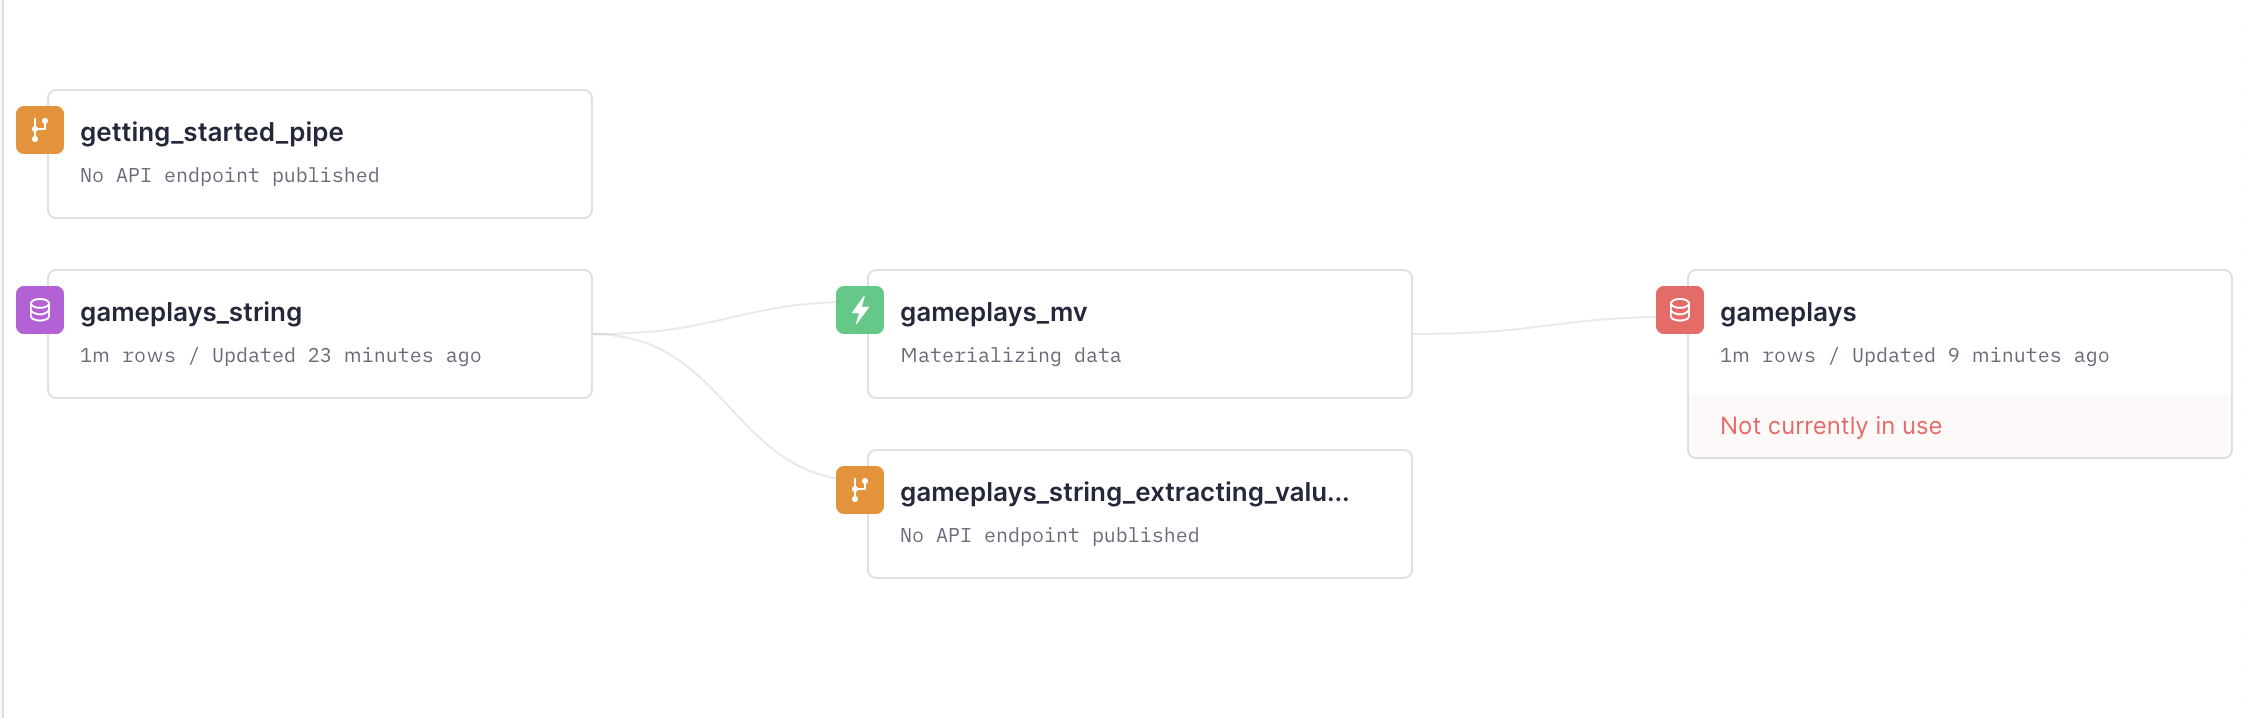 getting_started_pipe
No API endpoint published
gameplays_string
1m rows / Updated 23 minutes ago
gameplays_mv
Materializing data
gameplays_string_extracting_valu...
No API endpoint published
gameplays
1m rows / Updated 9 minutes ago
Not currently in use